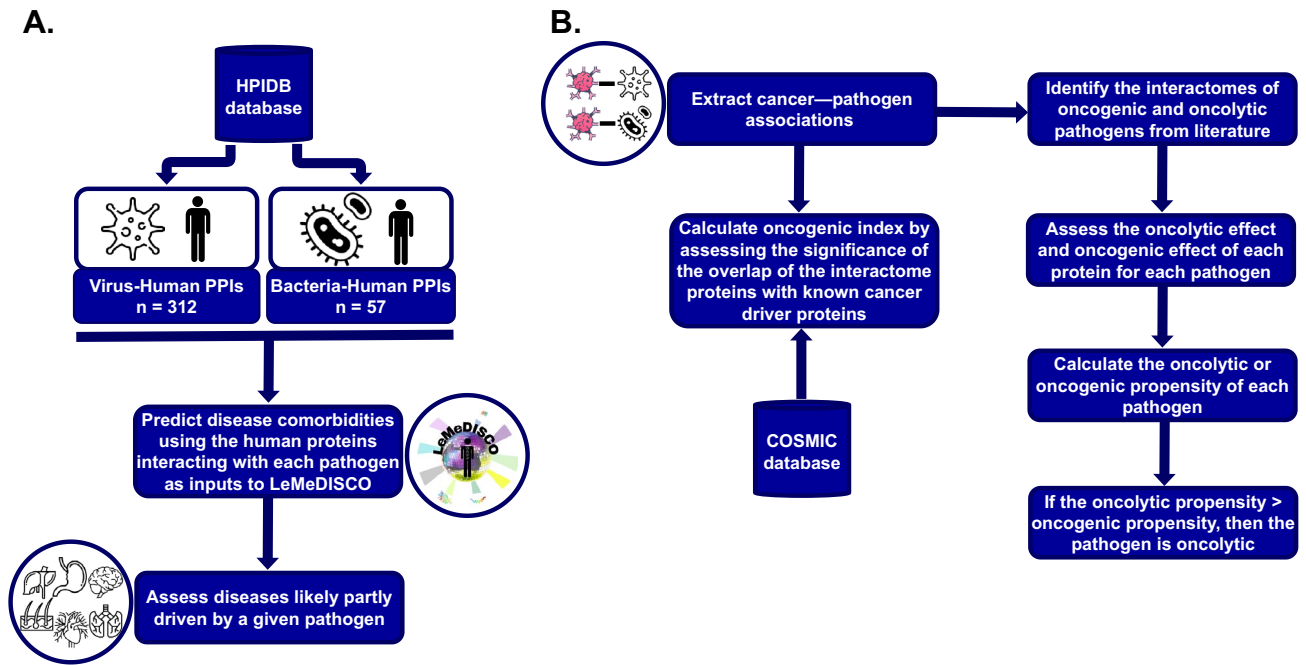 A.
HPIDB
database
Virus-Human PPIs
n = 312
Bacteria-Human PPIs
n = 57
Predict disease comorbidities
using the human proteins
interacting with each pathogen
as inputs to LeMeDISCO
LeMeDISCO
Assess diseases likely partly
driven by a given pathogen
B.
Extract cancer—pathogen
associations
Identify the interactomes of
oncogenic and oncolytic
pathogens from literature
Calculate oncogenic index by
assessing the significance of
the overlap of the interactome
proteins with known cancer
driver proteins
COSMIC
database
Assess the oncolytic effect
and oncogenic effect of each
protein for each pathogen
Calculate the oncolytic or
oncogenic propensity of each
pathogen
If the oncolytic propensity >
oncogenic propensity, then the
pathogen is oncolytic